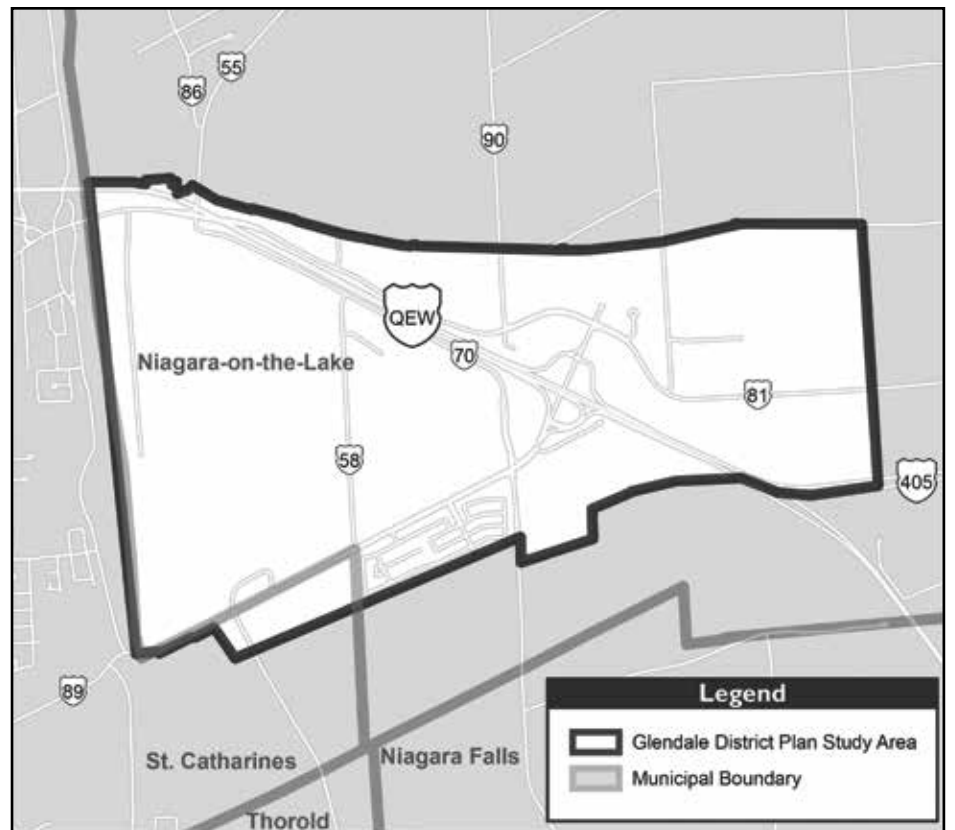 55
86
90
QEW
70
Niagara-on-the-Lake
81
58
405
89
Legend
Glendale District Plan Study Area
Municipal Boundary
St. Catharines
Niagara Falls
Thorold